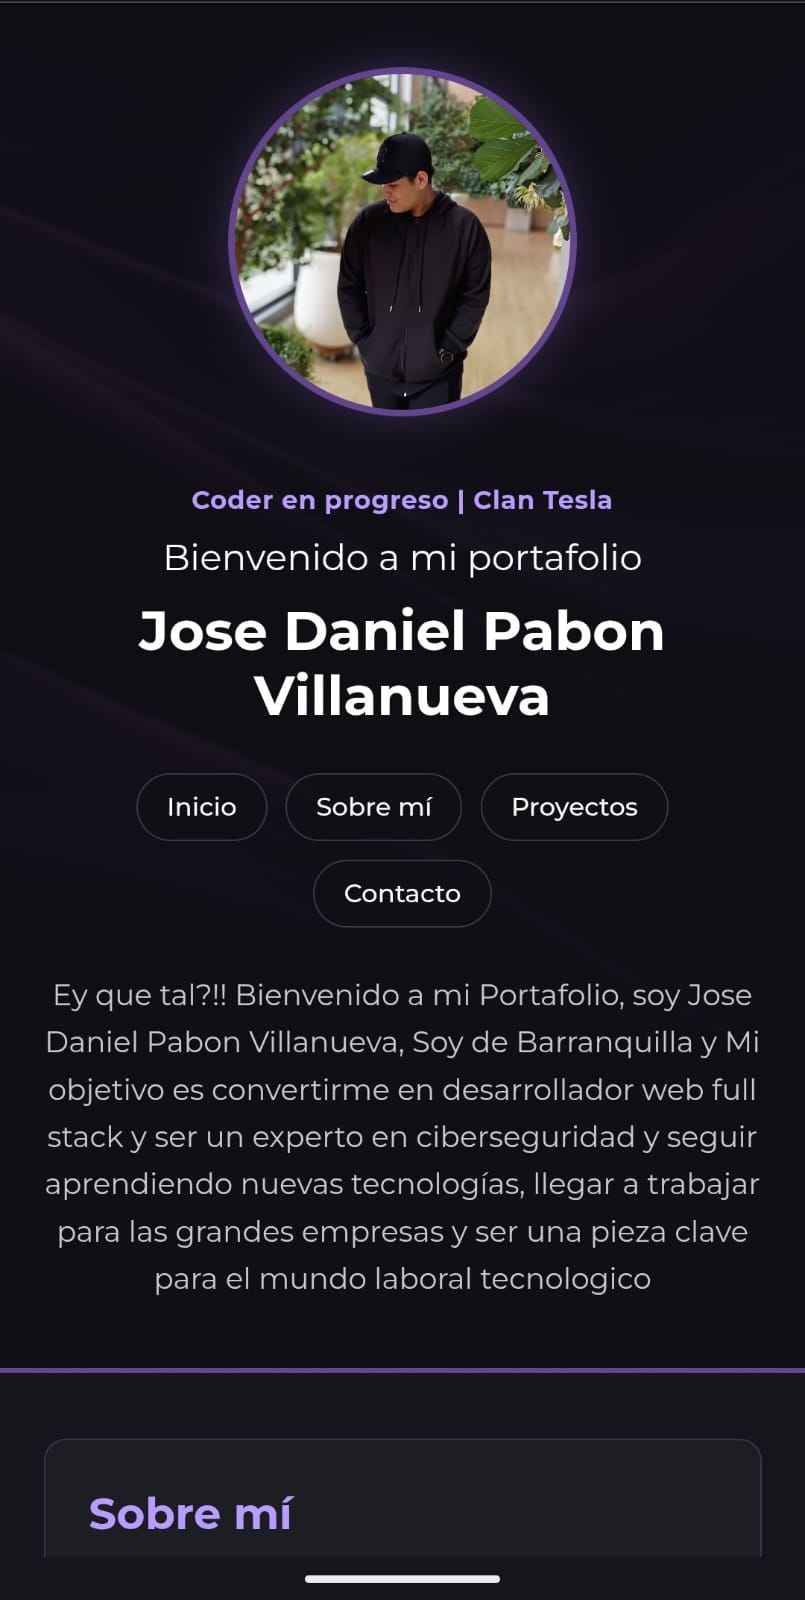 Coder en progreso | Clan Tesla
Bienvenido a mi portafolio
Jose Daniel Pabon
Villanueva
Inicio
Sobre mí
Proyectos
Contacto
Ey que tal?!! Bienvenido a mi Portafolio, soy Jose
Daniel Pabon Villanueva, Soy de Barranquilla y Mi
objetivo es convertirme en desarrollador web full
stack y ser un experto en ciberseguridad y seguir
aprendiendo nuevas tecnologías, llegar a trabajar
para las grandes empresas y ser una pieza clave
para el mundo laboral tecnologico
Sobre mí